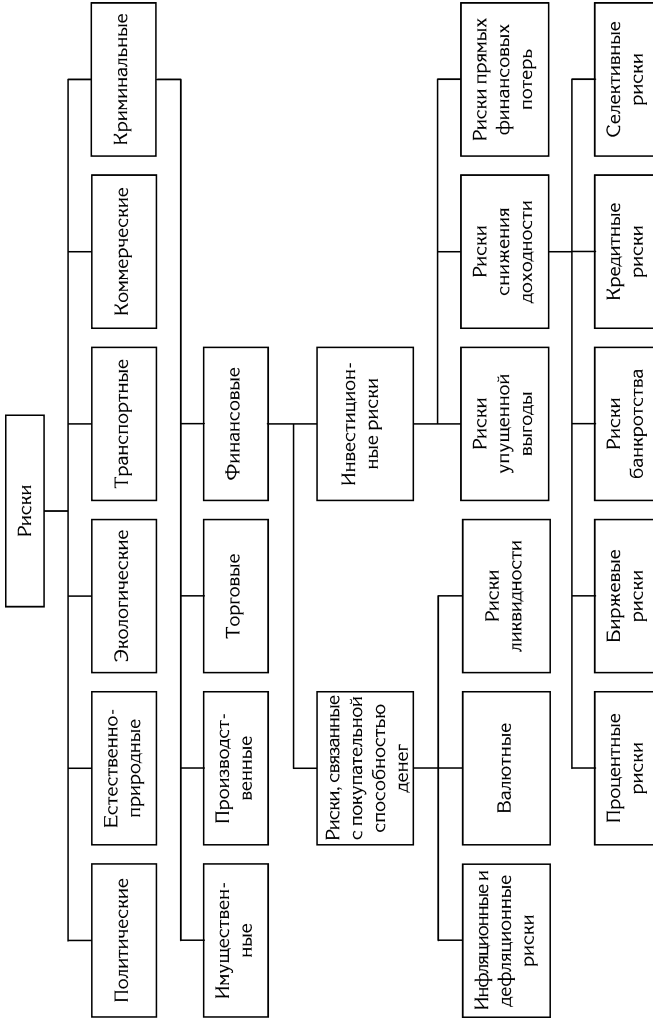 Риски
Политические
Естественно-
природные
Экологические
Транспортные
Коммерческие
Криминальные
Имуществен-
ные
Производст-
венные
Торговые
Финансовые
Риски, связанные
с покупательной
способностью
денег
Инвестицион-
ные риски
Инфляционные и
дефляционные
риски
Валютные
Риски
ликвидности
Риски
упущенной
выгоды
Риски
снижения
доходности
Риски прямых
финансовых
потерь
Процентные
риски
Биржевые
риски
Риски
банкротства
Кредитные
риски
Селективные
риски